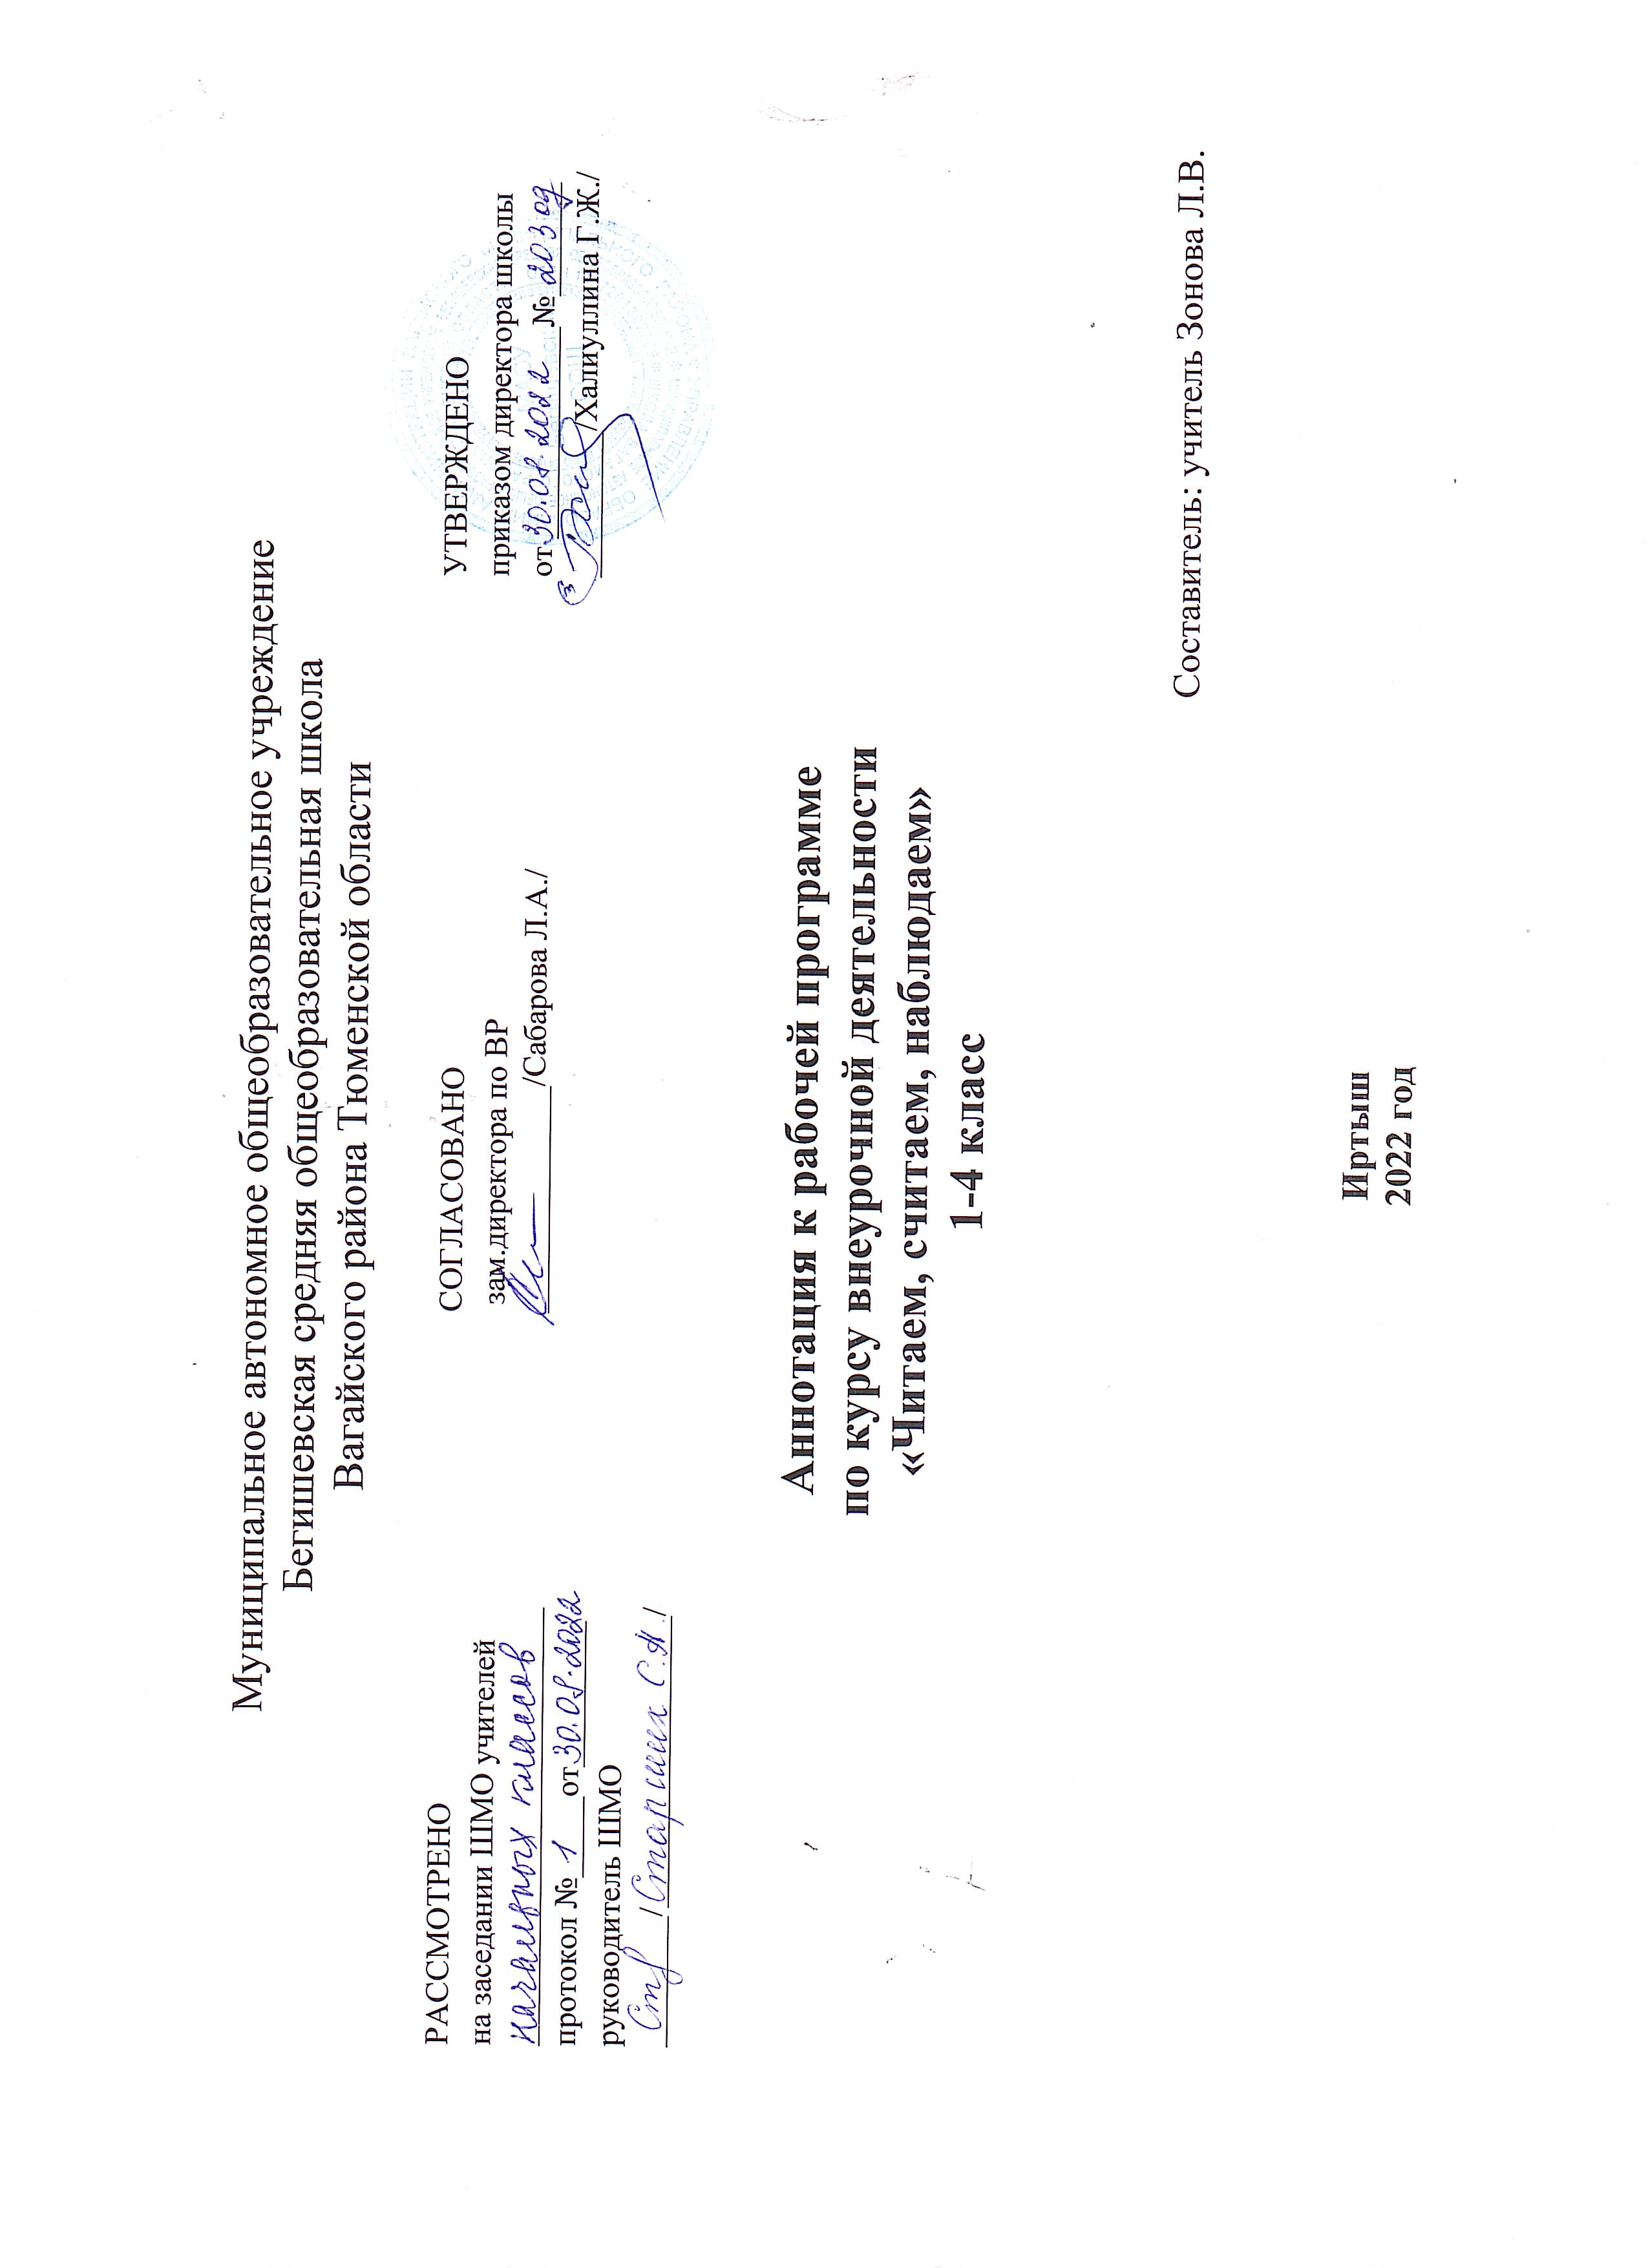 Муниципальное автономное общеобразовательное учреждение
Бегишевская средняя общеобразовательная школа
Вагайского района Тюменской области
РАССМОТРЕНО
на заседании ШМО учителей
начальных классов
протокол № 1 от 30.08.2022
руководитель ШМО
/Старших С.А./
СОГЛАСОВАНО
зам.директора по ВР
/Сабарова Л.А./
УТВЕРЖДЕНО
приказом директора школы
от 30.08.2022 № 203 од
/Халиуллина Г.Ж./
Аннотация к рабочей программе
по курсу внеурочной деятельности
«Читаем, считаем, наблюдаем»
1-4 класс
Составитель: учитель Зонова Л.В.
Иртыш
2022 год